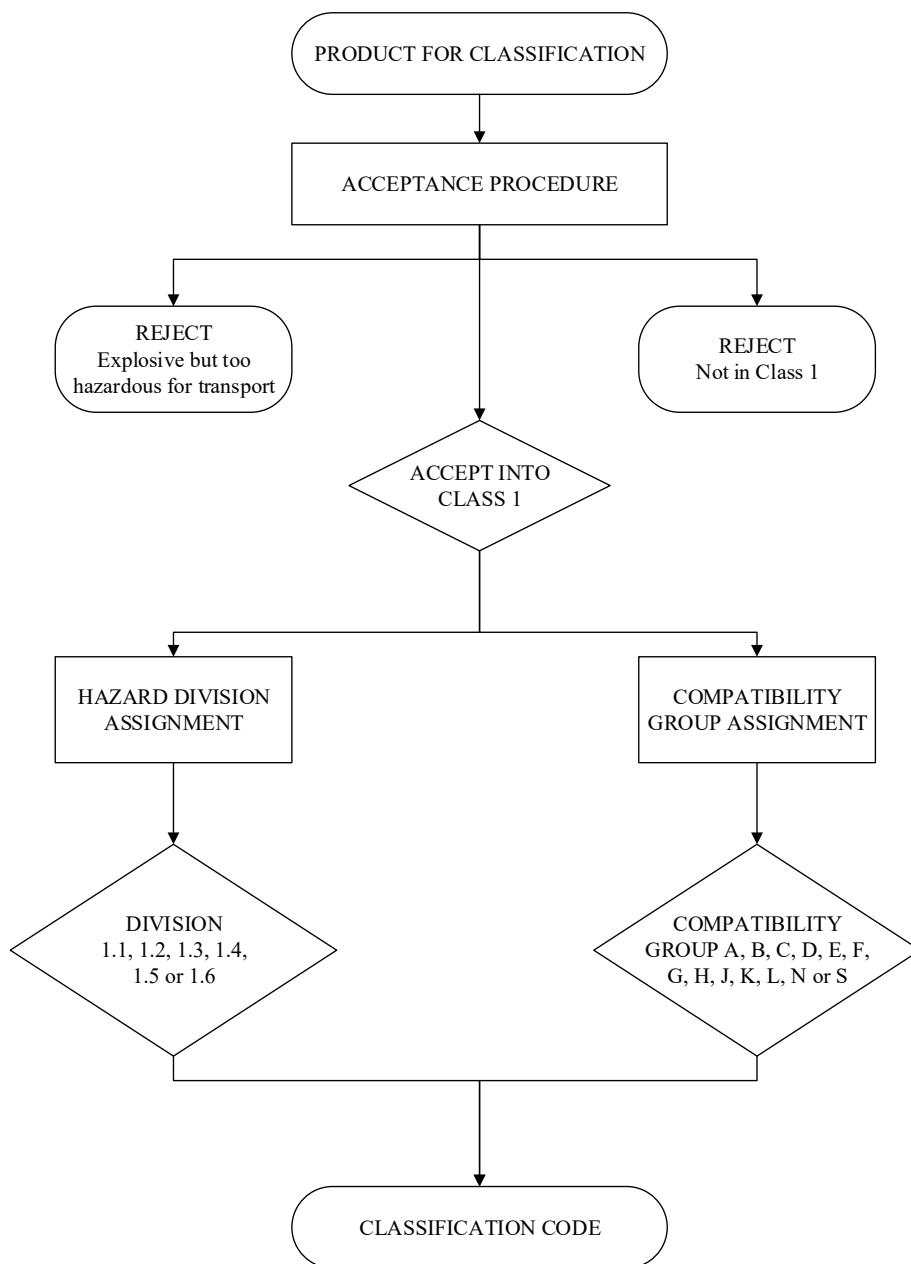 PRODUCT FOR CLASSIFICATION
ACCEPTANCE PROCEDURE
REJECT
Explosive but too
hazardous for transport
REJECT
Not in Class 1
ACCEPT INTO
CLASS 1
HAZARD DIVISION
ASSIGNMENT
COMPATIBILITY
GROUP ASSIGNMENT
DIVISION
1.1, 1.2, 1.3, 1.4,
1.5 or 1.6
COMPATIBILITY
GROUP A, B, C, D, E, F,
G, H, J, K, L, N or S
CLASSIFICATION CODE